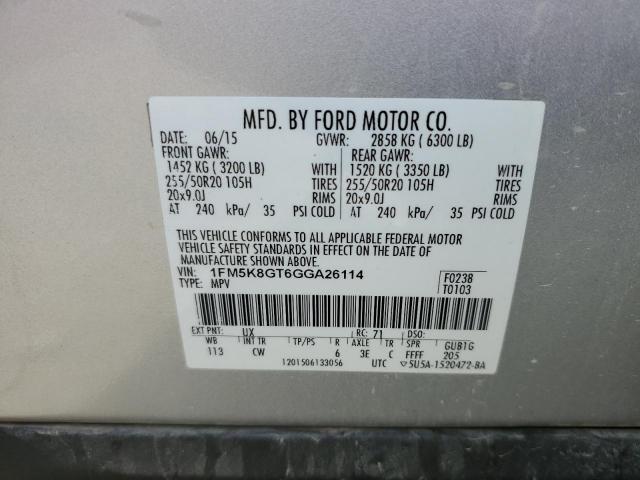 MFD. BY FORD MOTOR CO.
DATE: 06/15 GVWR: 2858 KG ( 6300 LB)
FRONT GAWR: REAR GAWR:
1452 KG ( 3200 LB) WITH 1520 KG ( 3350 LB) WITH
255/50R20 105H TIRES 255/50R20 105H TIRES
20x9.0J RIMS 20x9.0J RIMS
AT 240 kPa/ 35 PSI COLD AT 240 kPa/ 35 PSI COLD
THIS VEHICLE CONFORMS TO ALL APPLICABLE FEDERAL MOTOR
VEHICLE SAFETY STANDARDS IN EFFECT ON THE DATE OF
MANUFACTURE SHOWN ABOVE.
VIN: 1FM5K8GT6GGA26114 F0238
TYPE: MPV T0103
EXT PNT: UX RC: 71 DSO:
WB INT TR TP/PS R AXLE TR SPR GUB1G
113 CW 6 3E C FFFF 205
1201506133056 UTC ▽5U5A-1520472-BA